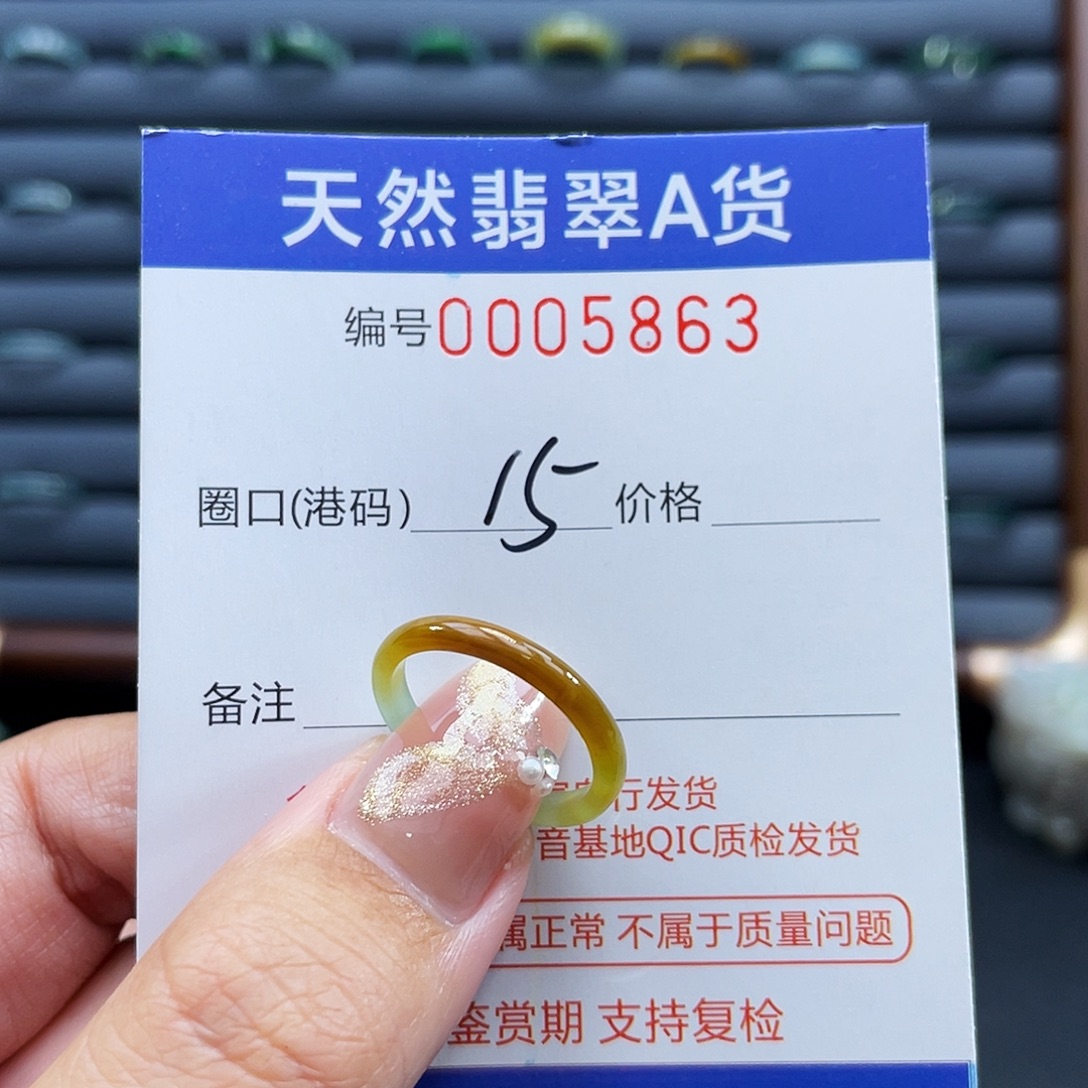 天然翡翠A货
编号0005863
圈口(港码) 15 价格
备注
行发货
音基地QIC质检发货
属正常 不属于质量问题
鉴赏期 支持复检